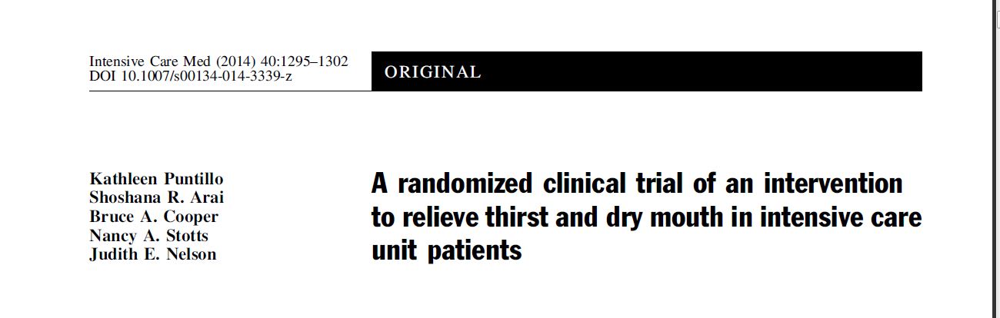 Intensive Care Med (2014) 40:1295–1302
DOI 10.1007/s00134-014-3339-z
ORIGINAL
Kathleen Puntillo
Shoshana R. Arai
Bruce A. Cooper
Nancy A. Stotts
Judith E. Nelson
A randomized clinical trial of an intervention
to relieve thirst and dry mouth in intensive care
unit patients